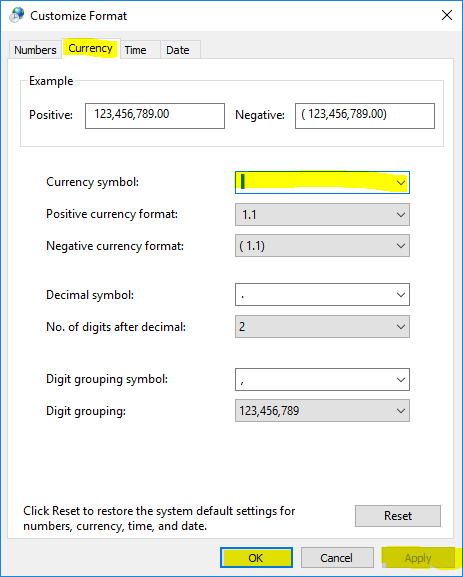 Customize Format
Numbers Currency Time Date
Example
Positive: 123,456,789.00 Negative: ( 123,456,789.00)
Currency symbol:
Positive currency format: 1.1
Negative currency format: ( 1.1)
Decimal symbol: .
No. of digits after decimal: 2
Digit grouping symbol: ,
Digit grouping: 123,456,789
Click Reset to restore the system default settings for
numbers, currency, time, and date.
Reset
OK Cancel Apply